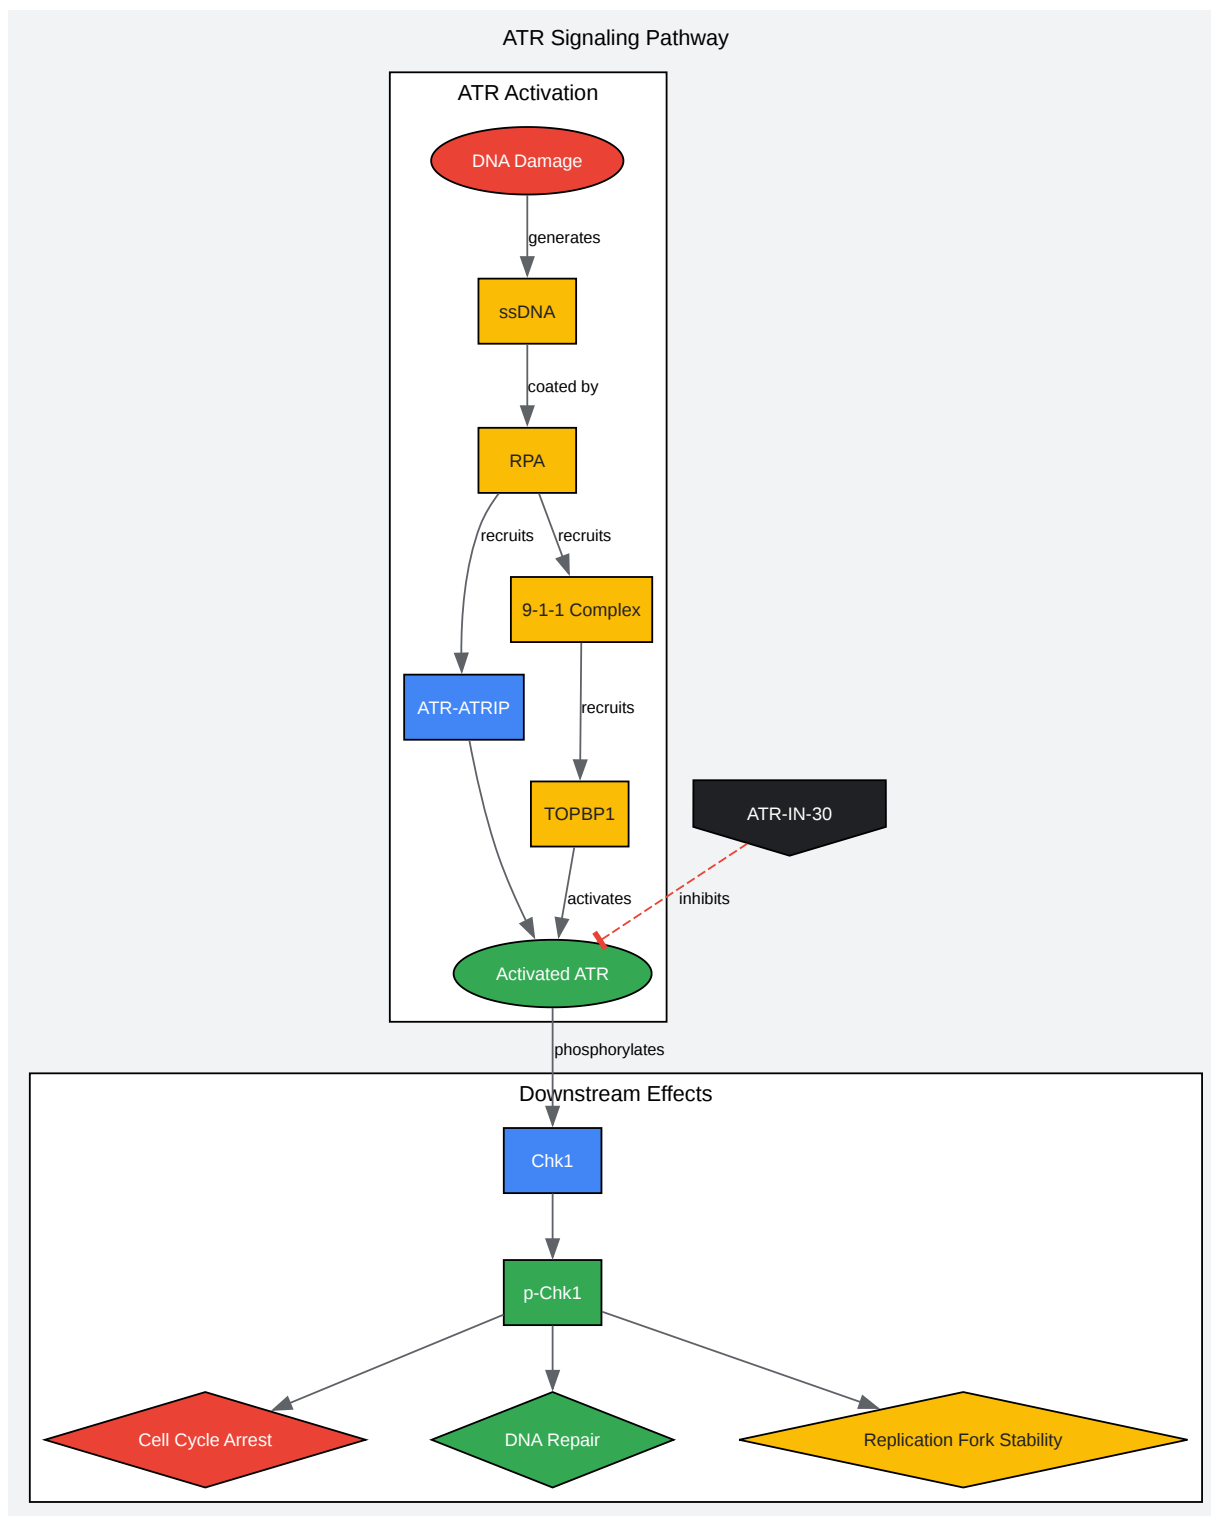 ATR Signaling Pathway
ATR Activation
DNA Damage
generates
ssDNA
coated by
RPA
recruits
recruits
9-1-1 Complex
ATR-ATRIP
recruits
TOPBP1
ATR-IN-30
activates
inhibits
Activated ATR
phosphorylates
Downstream Effects
Chk1
p-Chk1
Cell Cycle Arrest
DNA Repair
Replication Fork Stability